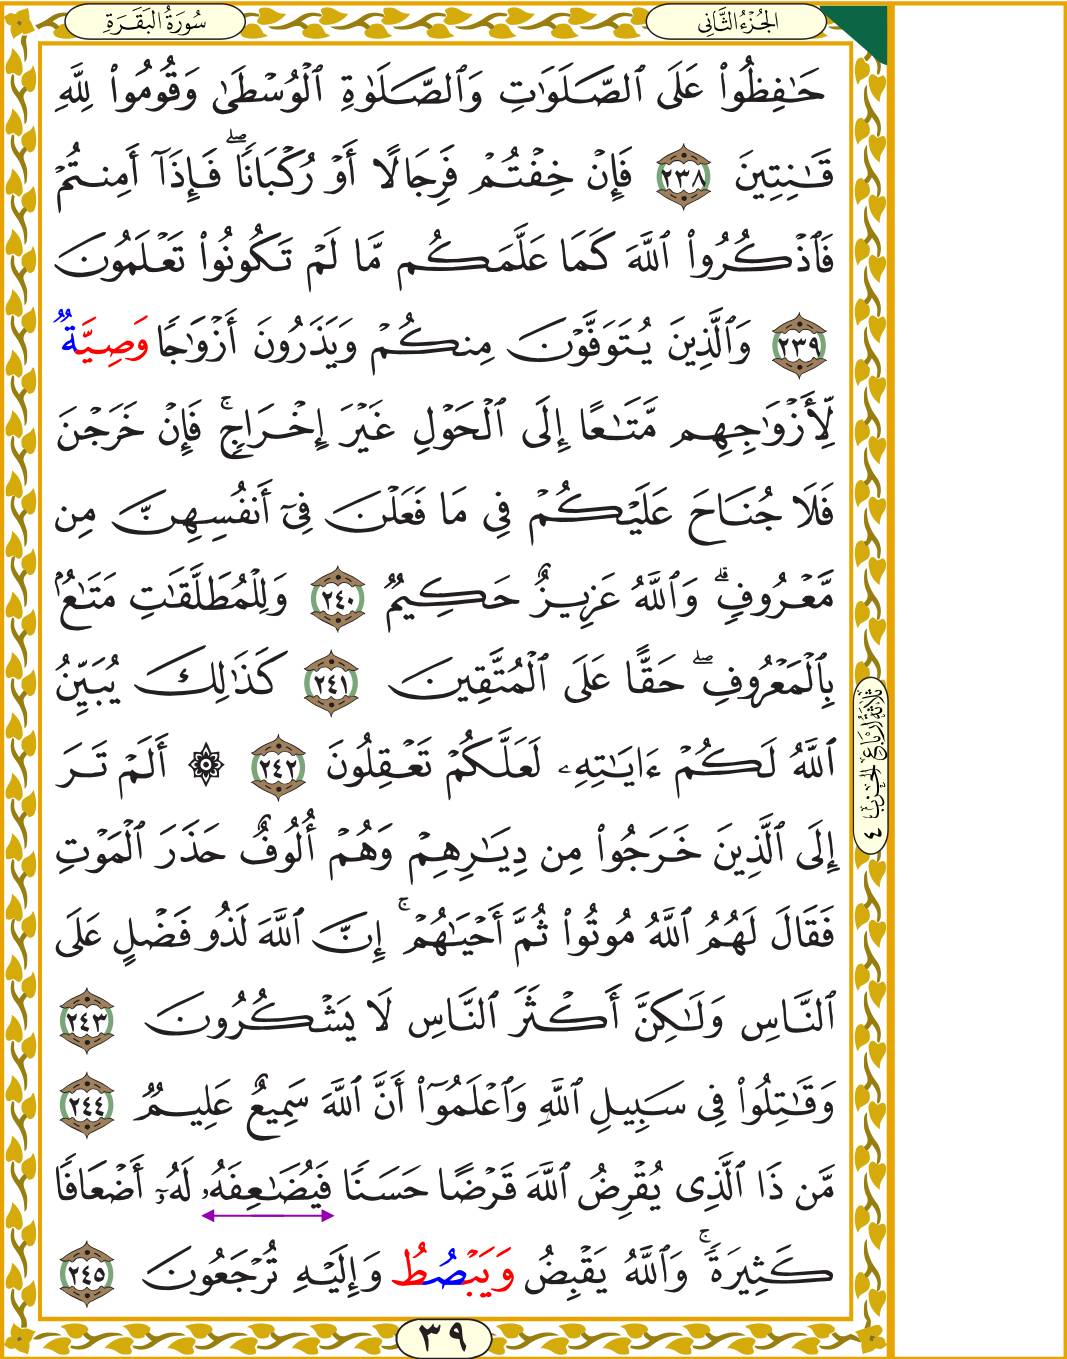 سُورَةُ البَقَرَةِ
الجُزْءُ الثَّانِي
حَٰفِظُوا۟ عَلَى ٱلصَّلَوَٰتِ وَٱلصَّلَوٰةِ ٱلْوُسْطَىٰ وَقُومُوا۟ لِلَّهِ
قَٰنِتِينَ ٢٣٨ فَإِنْ خِفْتُمْ فَرِجَالًا أَوْ رُكْبَانًا ۖ فَإِذَآ أَمِنتُمْ
فَٱذْكُرُوا۟ ٱللَّهَ كَمَا عَلَّمَكُم مَّا لَمْ تَكُونُوا۟ تَعْلَمُونَ
٢٣٩ وَٱلَّذِينَ يُتَوَفَّوْنَ مِنكُمْ وَيَذَرُونَ أَزْوَٰجًا وَصِيَّةٌ
لِّأَزْوَٰجِهِم مَّتَٰعًا إِلَى ٱلْحَوْلِ غَيْرَ إِخْرَاجٍ ۚ فَإِنْ خَرَجْنَ
فَلَا جُنَاحَ عَلَيْكُمْ فِي مَا فَعَلْنَ فِىٓ أَنفُسِهِنَّ مِن
مَّعْرُوفٍ ۗ وَٱللَّهُ عَزِيزٌ حَكِيمٌ ٢٤٠ وَلِلْمُطَلَّقَٰتِ مَتَٰعٌۢ
بِٱلْمَعْرُوفِ ۖ حَقًّا عَلَى ٱلْمُتَّقِينَ ٢٤١ كَذَٰلِكَ يُبَيِّنُ
ٱللَّهُ لَكُمْ ءَايَٰتِهِۦ لَعَلَّكُمْ تَعْقِلُونَ ٢٤٢ ۞ أَلَمْ تَرَ
إِلَى ٱلَّذِينَ خَرَجُوا۟ مِن دِيَٰرِهِمْ وَهُمْ أُلُوفٌ حَذَرَ ٱلْمَوْتِ
فَقَالَ لَهُمُ ٱللَّهُ مُوتُوا۟ ثُمَّ أَحْيَٰهُمْ ۚ إِنَّ ٱللَّهَ لَذُو فَضْلٍ عَلَى
ٱلنَّاسِ وَلَٰكِنَّ أَكْثَرَ ٱلنَّاسِ لَا يَشْكُرُونَ ٢٤٣
وَقَٰتِلُوا۟ فِى سَبِيلِ ٱللَّهِ وَٱعْلَمُوٓا۟ أَنَّ ٱللَّهَ سَمِيعٌ عَلِيمٌ ٢٤٤
مَّن ذَا ٱلَّذِى يُقْرِضُ ٱللَّهَ قَرْضًا حَسَنًا فَيُضَٰعِفَهُۥ لَهُۥٓ أَضْعَافًا
كَثِيرَةً ۚ وَٱللَّهُ يَقْبِضُ وَيَبْصُطُ وَإِلَيْهِ تُرْجَعُونَ ٢٤٥
ثَلَاثَةُ أَرْبَاعِ الحِزْبِ ٤
٣٩